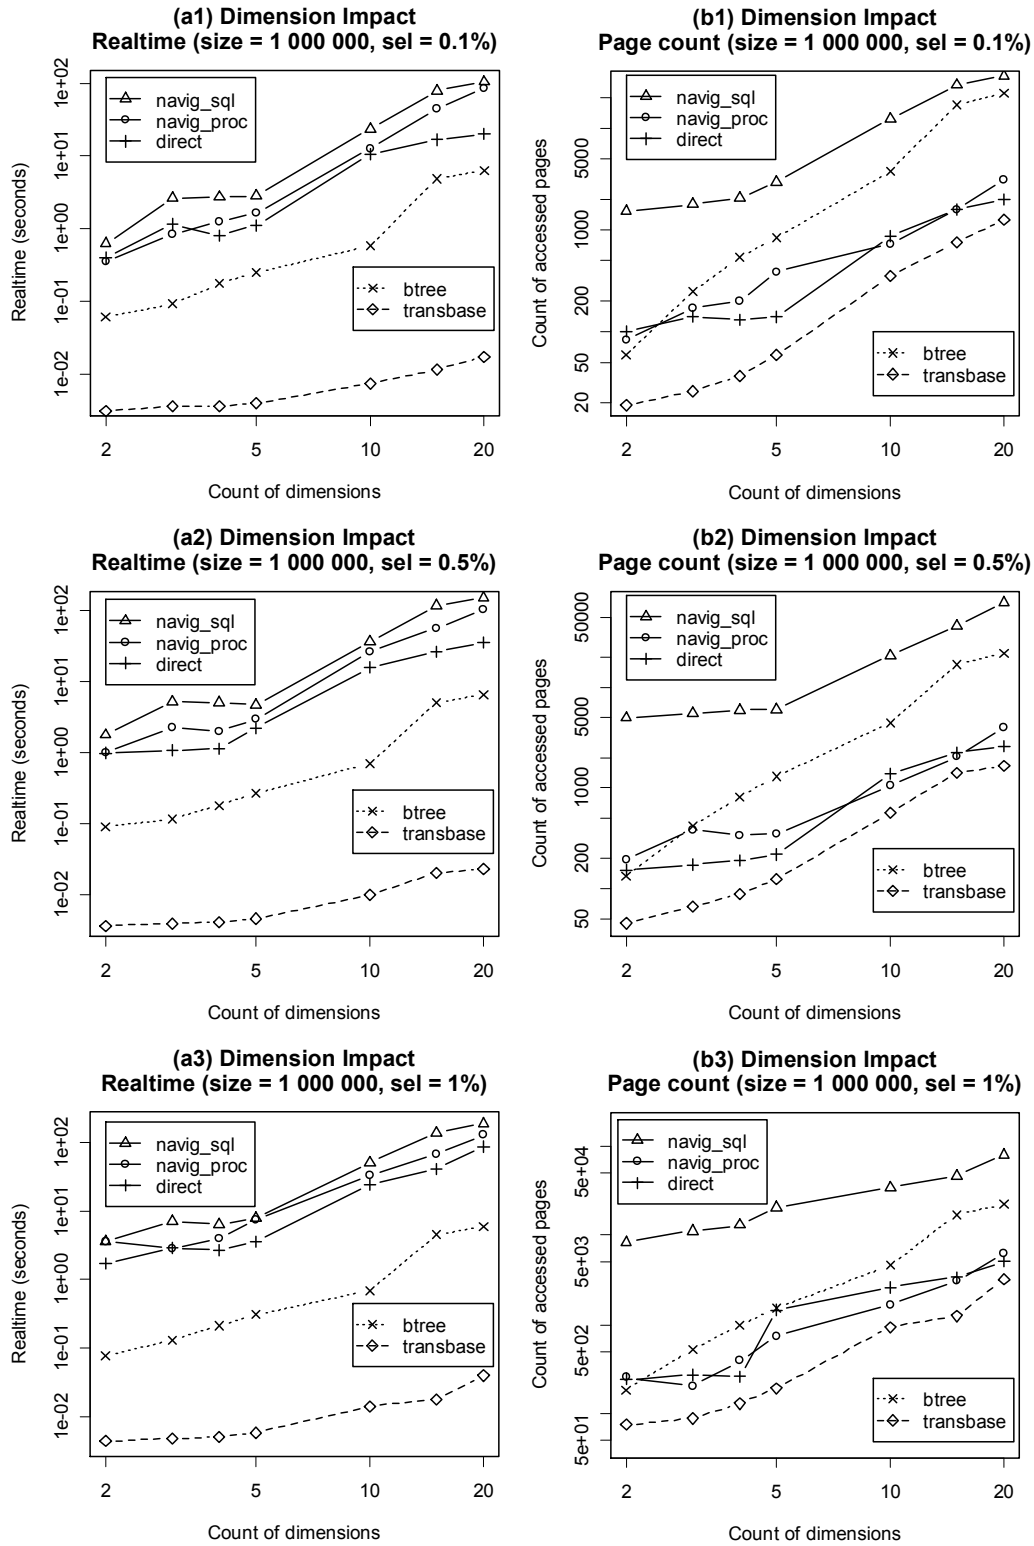 (a1) Dimension Impact
Realtime (size = 1 000 000, sel = 0.1%)
Realtime (seconds)
1e+02
1e+01
1e+00
1e-01
1e-02
navig_sql
navig_proc
direct
btree
transbase
2 5 10 20
Count of dimensions
(b1) Dimension Impact
Page count (size = 1 000 000, sel = 0.1%)
Count of accessed pages
5000
1000
200
50
20
navig_sql
navig_proc
direct
btree
transbase
2 5 10 20
Count of dimensions
(a2) Dimension Impact
Realtime (size = 1 000 000, sel = 0.5%)
Realtime (seconds)
1e+02
1e+01
1e+00
1e-01
1e-02
navig_sql
navig_proc
direct
btree
transbase
2 5 10 20
Count of dimensions
(b2) Dimension Impact
Page count (size = 1 000 000, sel = 0.5%)
Count of accessed pages
50000
5000
1000
200
50
navig_sql
navig_proc
direct
btree
transbase
2 5 10 20
Count of dimensions
(a3) Dimension Impact
Realtime (size = 1 000 000, sel = 1%)
Realtime (seconds)
1e+02
1e+01
1e+00
1e-01
1e-02
navig_sql
navig_proc
direct
btree
transbase
2 5 10 20
Count of dimensions
(b3) Dimension Impact
Page count (size = 1 000 000, sel = 1%)
Count of accessed pages
5e+04
5e+03
5e+02
5e+01
navig_sql
navig_proc
direct
btree
transbase
2 5 10 20
Count of dimensions